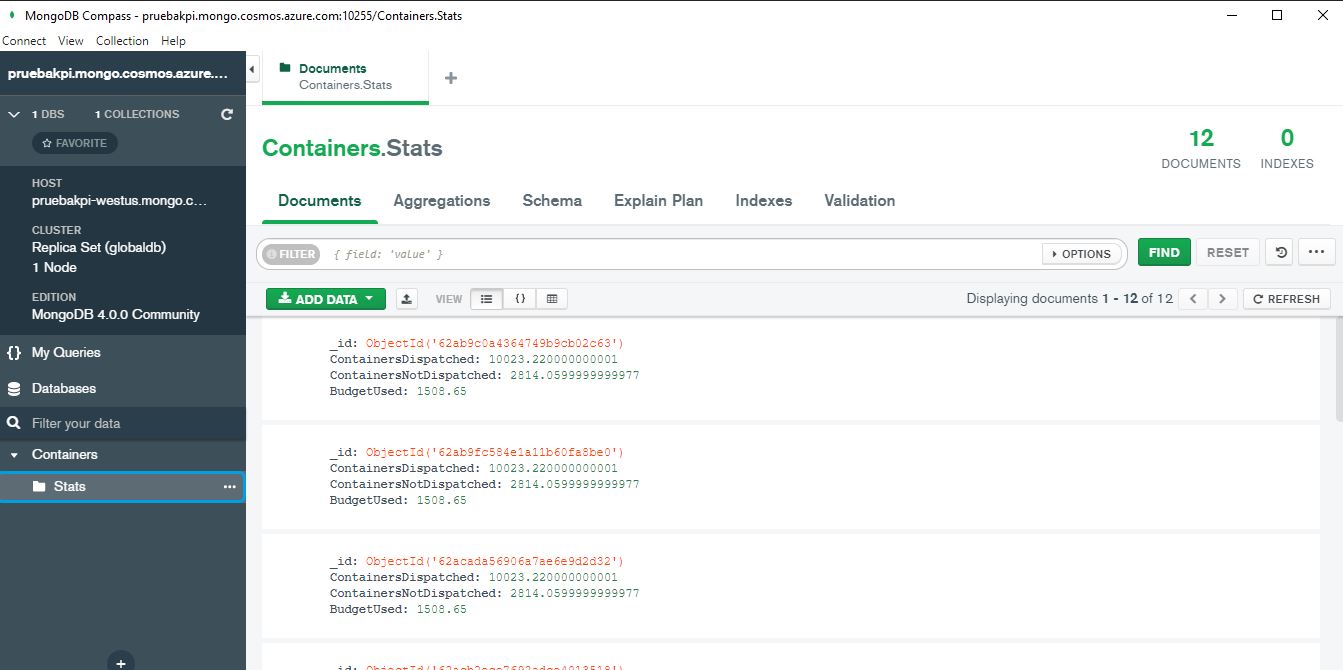 MongoDB Compass - pruebakpi.mongo.cosmos.azure.com:10255/Containers.Stats
Connect View Collection Help
pruebakpi.mongo.cosmos.azure....
1 DBS 1 COLLECTIONS
FAVORITE
HOST
pruebakpi-westus.mongo.c...
CLUSTER
Replica Set (globaldb)
1 Node
EDITION
MongoDB 4.0.0 Community
{} My Queries
Databases
Filter your data
Containers
Stats ...
+
Documents
Containers.Stats
+
Containers.Stats
12
DOCUMENTS
0
INDEXES
Documents Aggregations Schema Explain Plan Indexes Validation
FILTER { field: 'value' } OPTIONS FIND RESET ...
ADD DATA VIEW {} Displaying documents 1 - 12 of 12 < > REFRESH
_id: ObjectId('62ab9c0a4364749b9cb02c63')
ContainersDispatched: 10023.220000000001
ContainersNotDispatched: 2814.0599999999977
BudgetUsed: 1508.65
_id: ObjectId('62ab9fc584e1a11b60fa8be0')
ContainersDispatched: 10023.220000000001
ContainersNotDispatched: 2814.0599999999977
BudgetUsed: 1508.65
_id: ObjectId('62acada56906a7ae6e9d2d32')
ContainersDispatched: 10023.220000000001
ContainersNotDispatched: 2814.0599999999977
BudgetUsed: 1508.65
_id: